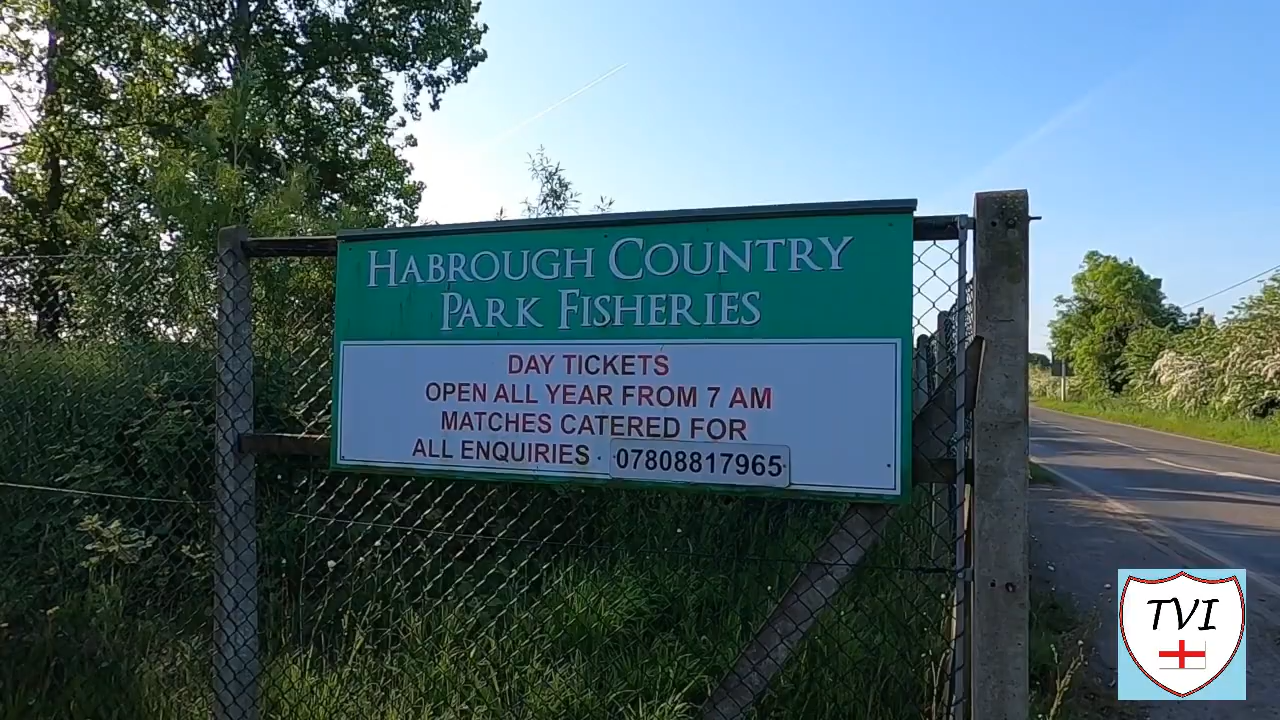 HABROUGH COUNTRY
PARK FISHERIES
DAY TICKETS
OPEN ALL YEAR FROM 7 AM
MATCHES CATERED FOR
ALL ENQUIRIES · 07808817965
TVI